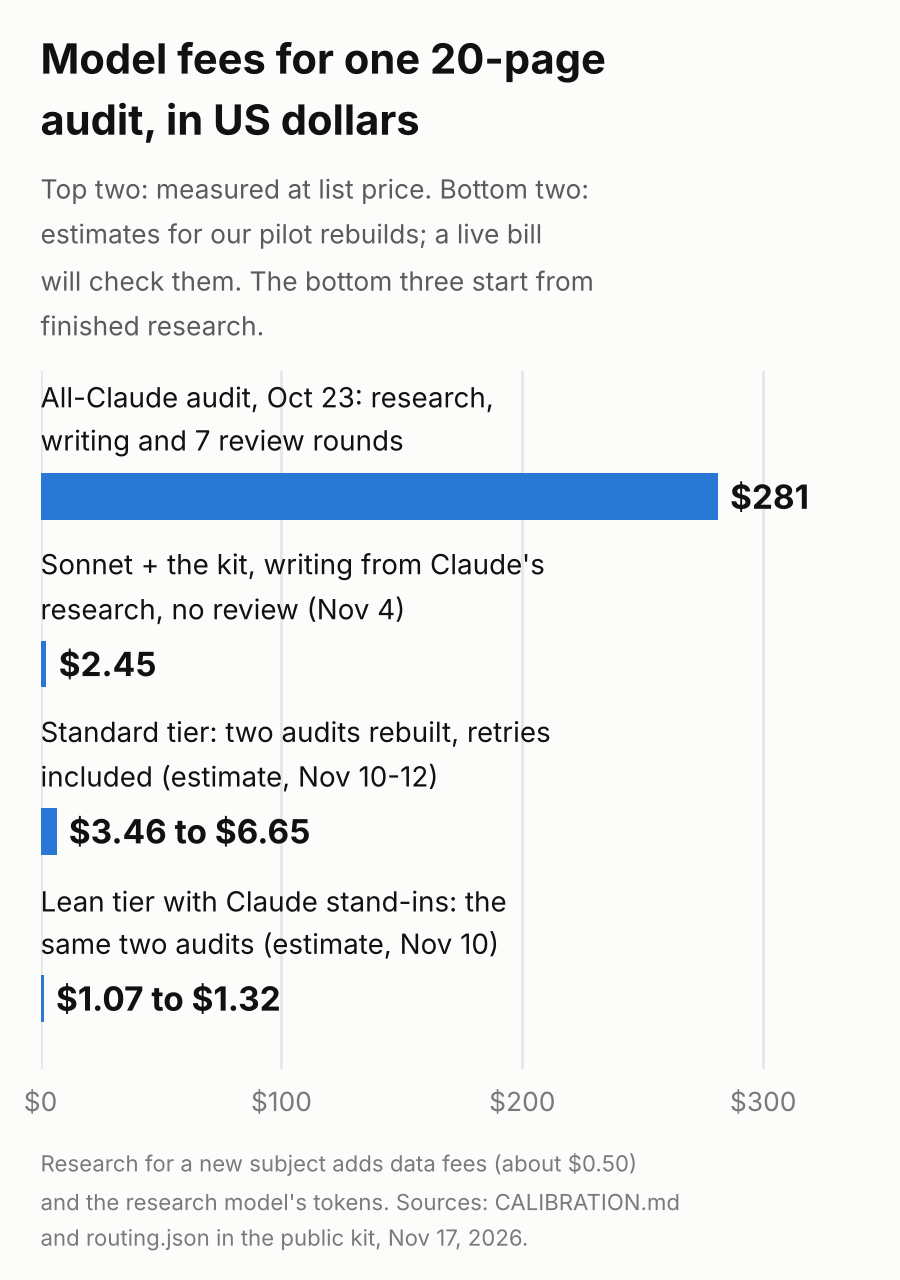 Model fees for one 20-page
audit, in US dollars
Top two: measured at list price. Bottom two:
estimates for our pilot rebuilds; a live bill
will check them. The bottom three start from
finished research.
All-Claude audit, Oct 23: research,
writing and 7 review rounds
$281
Sonnet + the kit, writing from Claude's
research, no review (Nov 4)
$2.45
Standard tier: two audits rebuilt, retries
included (estimate, Nov 10-12)
$3.46 to $6.65
Lean tier with Claude stand-ins: the
same two audits (estimate, Nov 10)
$1.07 to $1.32
$0 $100 $200 $300
Research for a new subject adds data fees (about $0.50)
and the research model's tokens. Sources: CALIBRATION.md
and routing.json in the public kit, Nov 17, 2026.